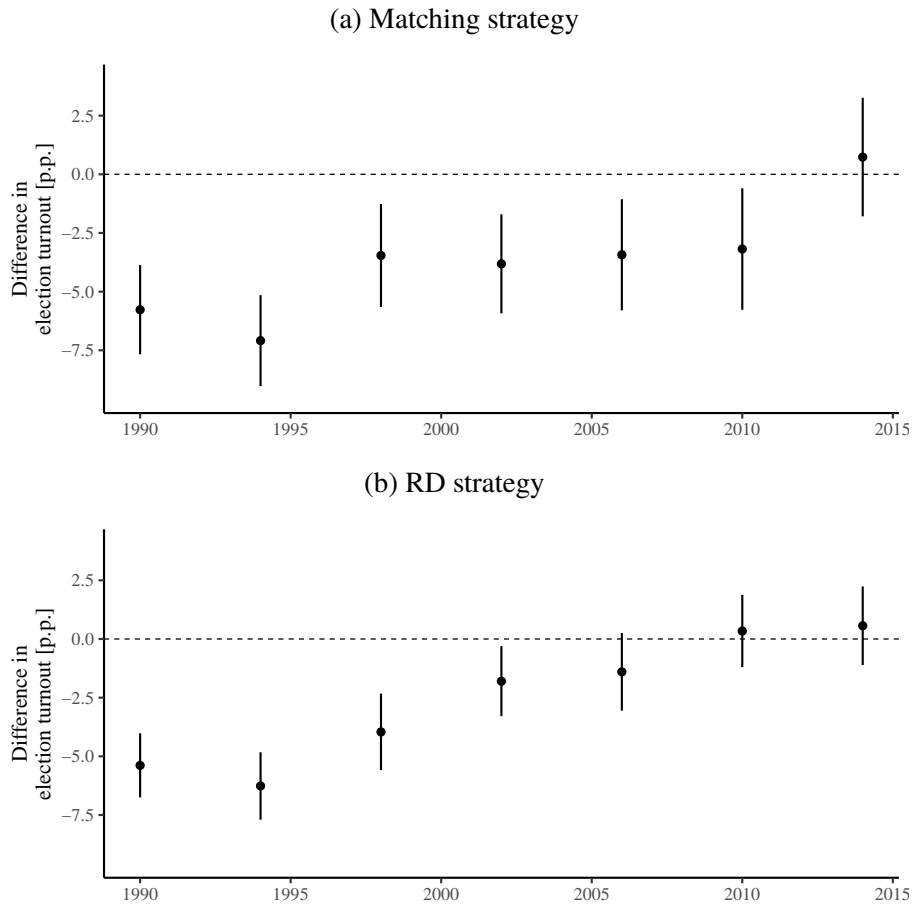 (a) Matching strategy
Difference in
election turnout [p.p.]
2.5
0.0
−2.5
−5.0
−7.5
1990 1995 2000 2005 2010 2015
(b) RD strategy
Difference in
election turnout [p.p.]
2.5
0.0
−2.5
−5.0
−7.5
1990 1995 2000 2005 2010 2015